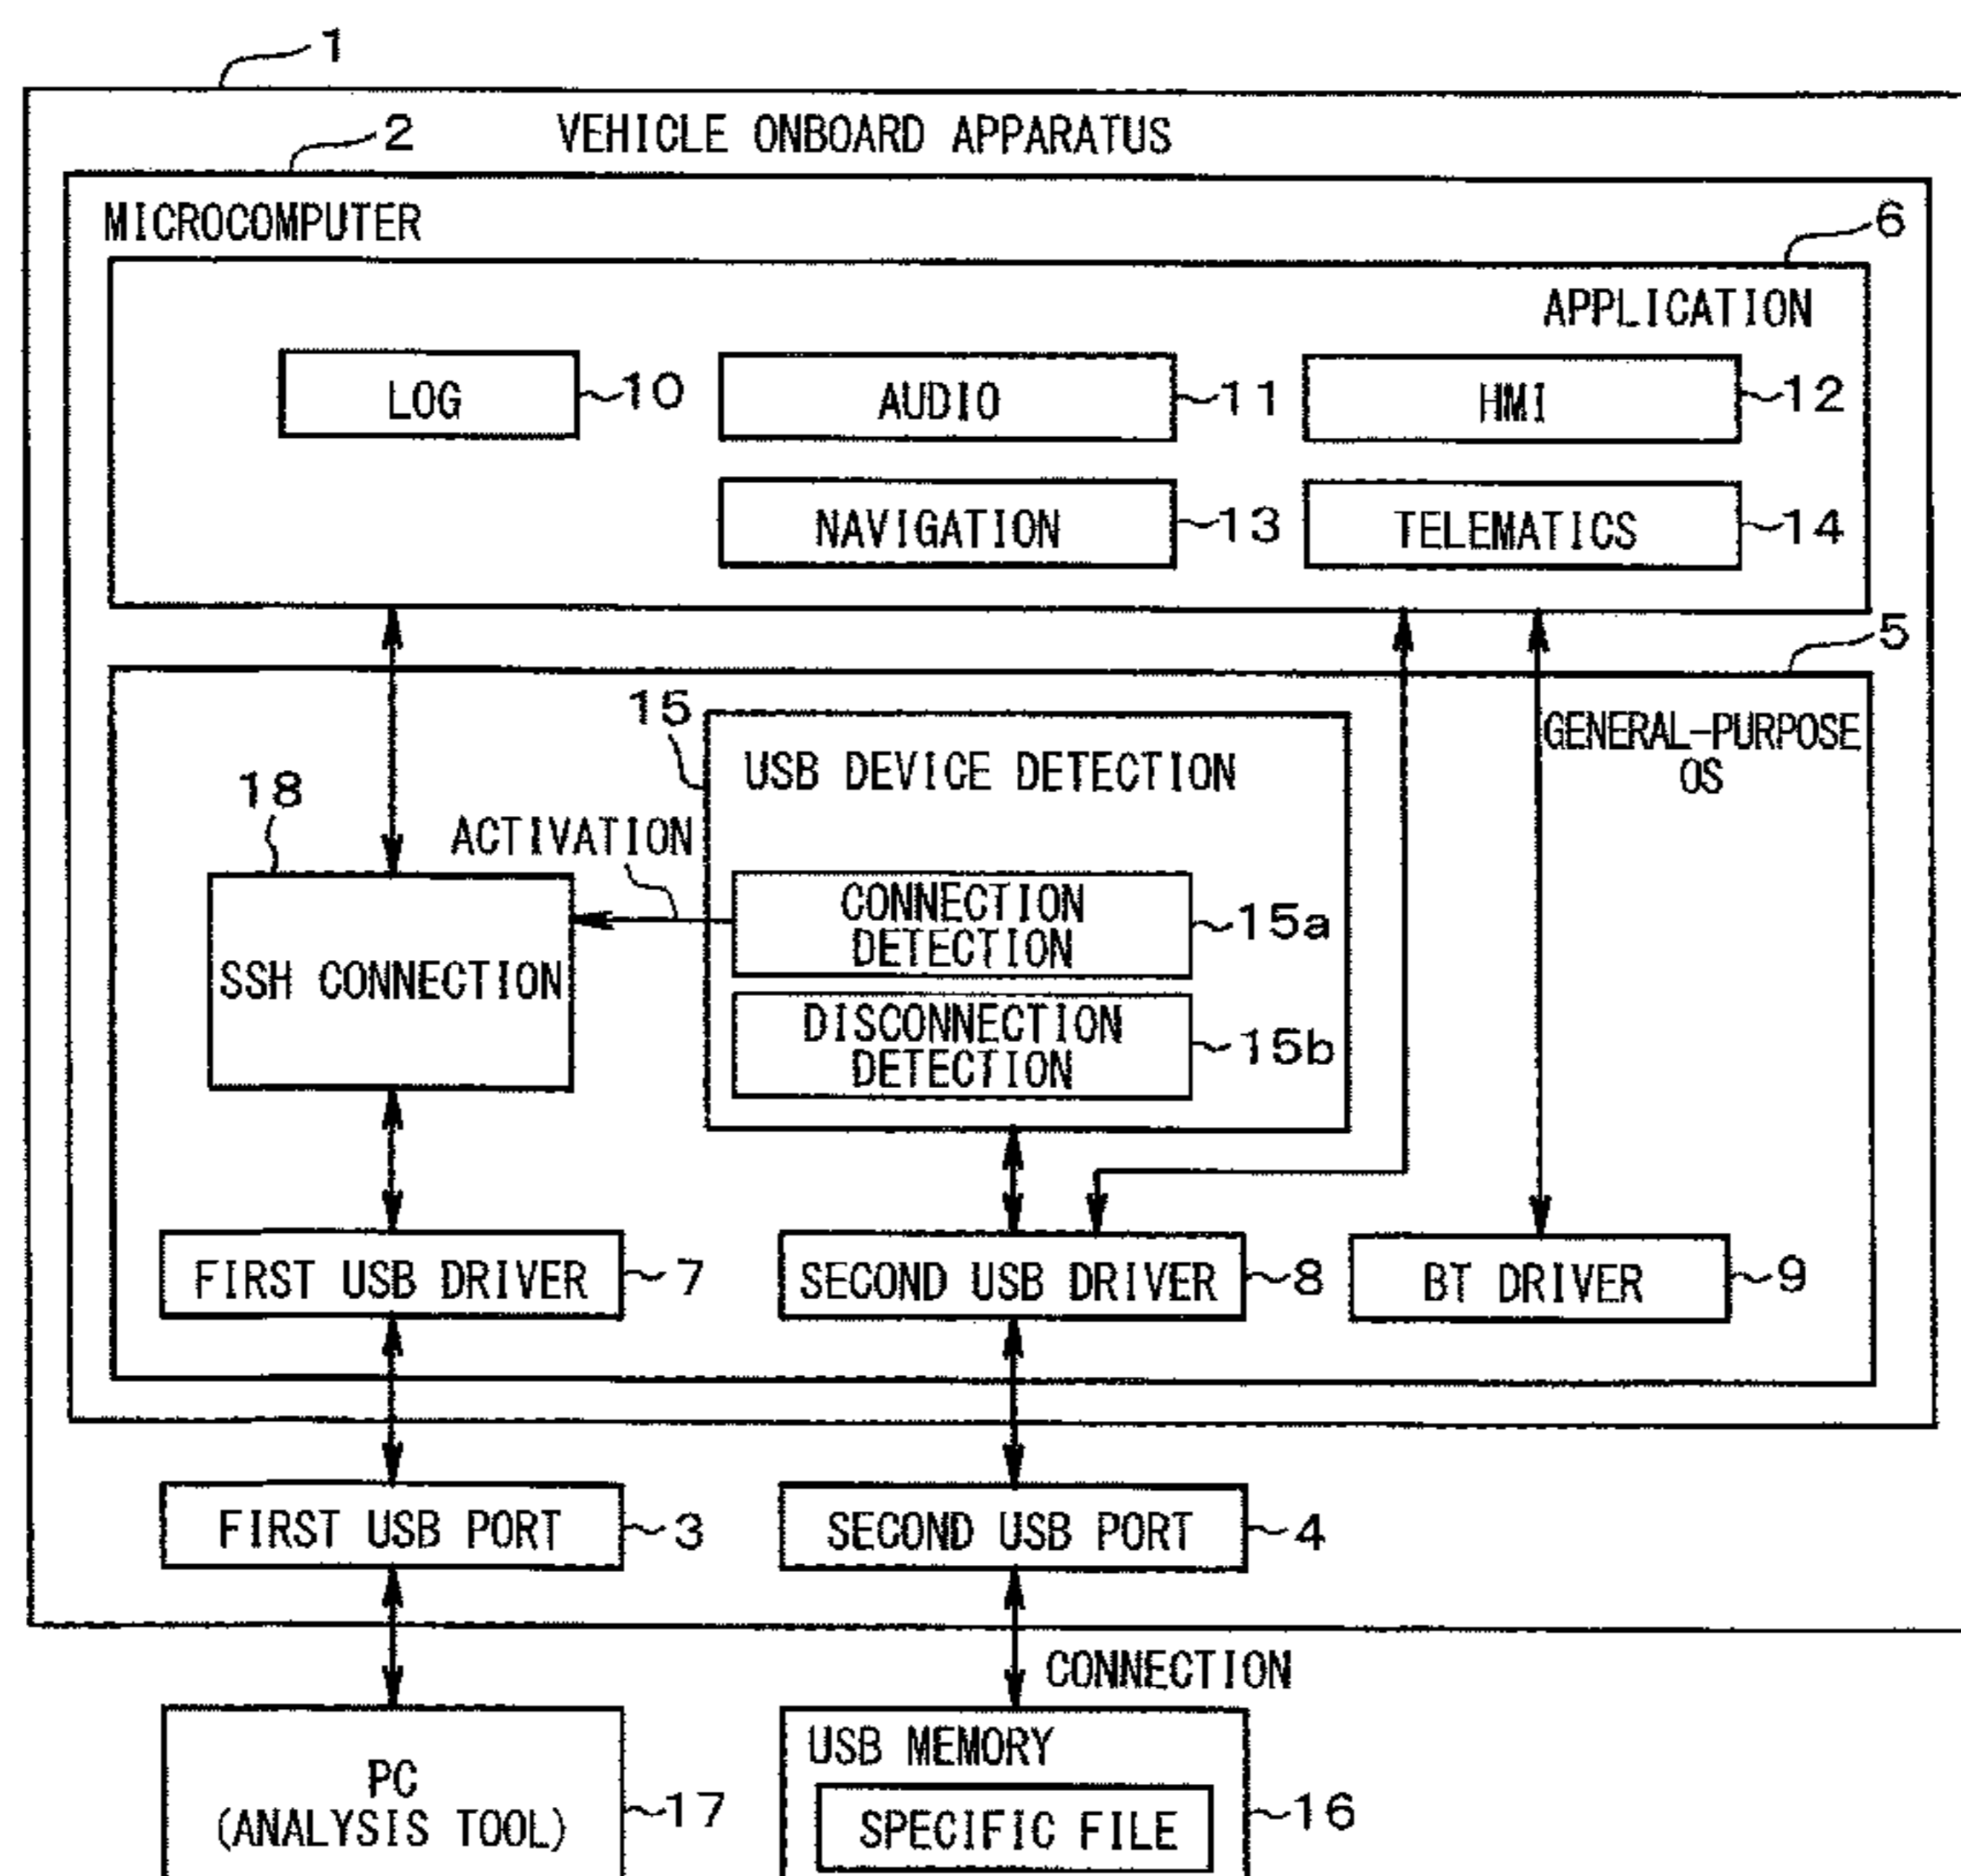 1
2
VEHICLE ONBOARD APPARATUS
MICROCOMPUTER
6
APPLICATION
LOG
10
AUDIO
11
HMI
12
NAVIGATION
13
TELEMATICS
14
5
15
GENERAL-PURPOSE
OS
USB DEVICE DETECTION
18
ACTIVATION
CONNECTION
DETECTION
15a
SSH CONNECTION
DISCONNECTION
DETECTION
15b
FIRST USB DRIVER
7
SECOND USB DRIVER
8
BT DRIVER
9
FIRST USB PORT
3
SECOND USB PORT
4
CONNECTION
PC
(ANALYSIS TOOL)
17
USB MEMORY
SPECIFIC FILE
16